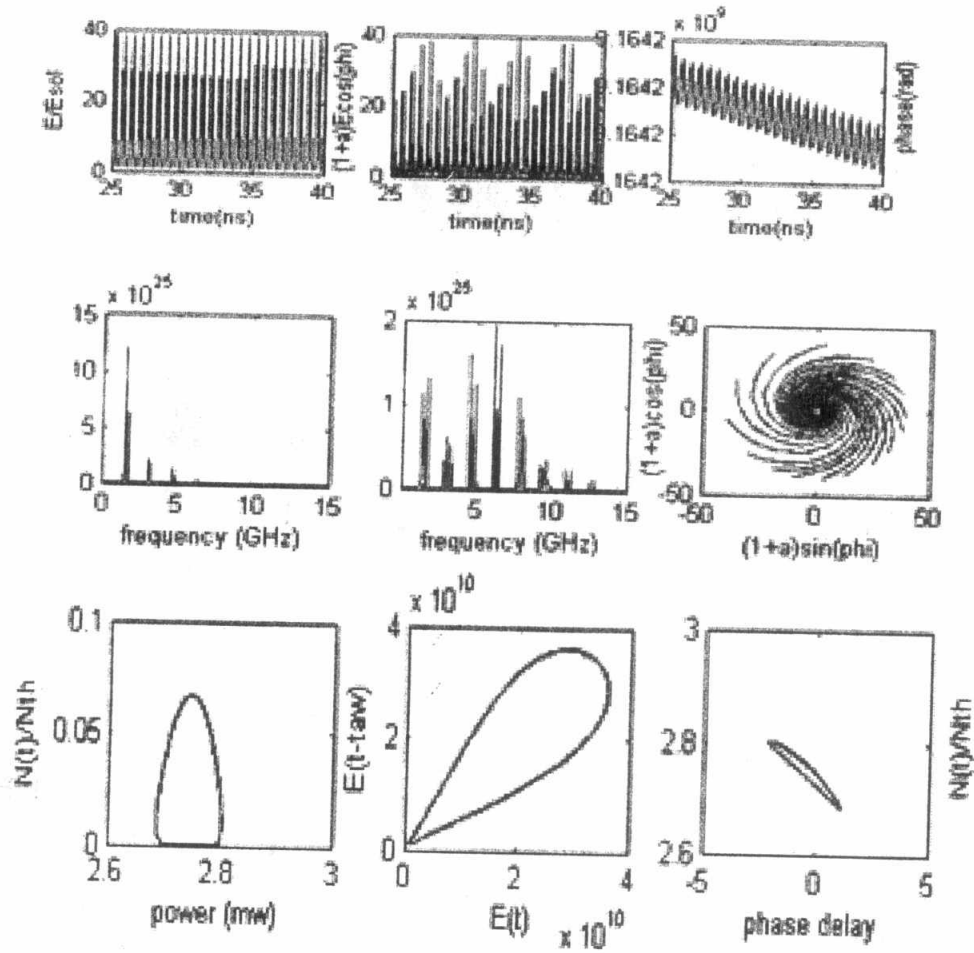 40
20
0
E/Esol
25 30 35 40
time(ns)
40
20
0
(1+a)Ecos(phi)
25 30 35 40
time(ns)
x 10^9
1642
1642
1642
1642
phase(rad)
25 30 35 40
time(ns)
x 10^25
15
10
5
0
5 10 15
frequency (GHz)
x 10^25
2
1
0
5 10 15
frequency (GHz)
50
0
-50
(1+a)cos(phi)
-50 0 50
(1+a)sin(phi)
0.1
0.05
0
N(t)/Nth
2.6 2.8 3
power (mw)
x 10^10
4
2
0
E(t-taw)
0 2 4
E(t) x 10^10
3
2.8
2.6
N(t)/Nth
-5 0 5
phase delay